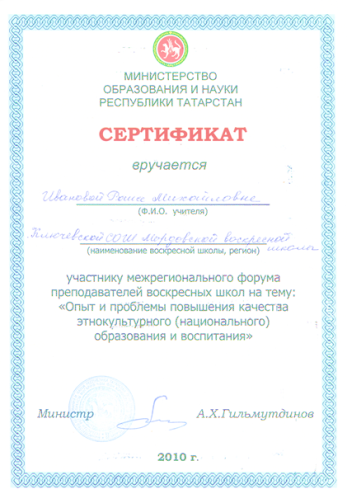 МИНИСТЕРСТВО
ОБРАЗОВАНИЯ И НАУКИ
РЕСПУБЛИКИ ТАТАРСТАН
СЕРТИФИКАТ
вручается
Ивановой Раисе Михайловне
(Ф.И.О. учителя)
Ключевской СОШ Мордовской воскресной школы
(наименование воскресной школы, регион)
участнику межрегионального форума
преподавателей воскресных школ на тему:
«Опыт и проблемы повышения качества
этнокультурного (национального)
образования и воспитания»
Министр А.Х.Гильмутдинов
2010 г.